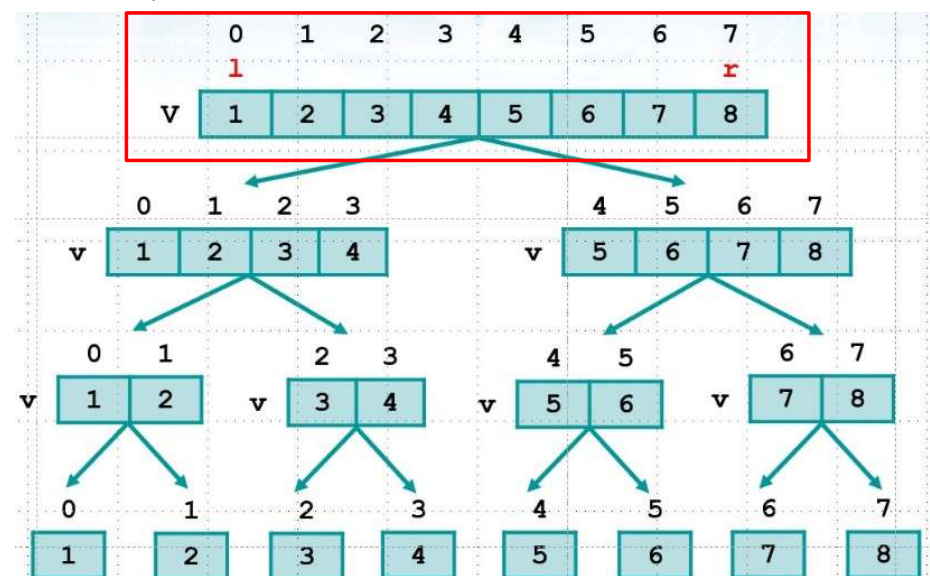 0 1 2 3 4 5 6 7
l r
V 1 2 3 4 5 6 7 8
0 1 2 3 4 5 6 7
v 1 2 3 4 v 5 6 7 8
0 1 2 3 4 5 6 7
v 1 2 v 3 4 v 5 6 v 7 8
0 1 2 3 4 5 6 7
1 2 3 4 5 6 7 8